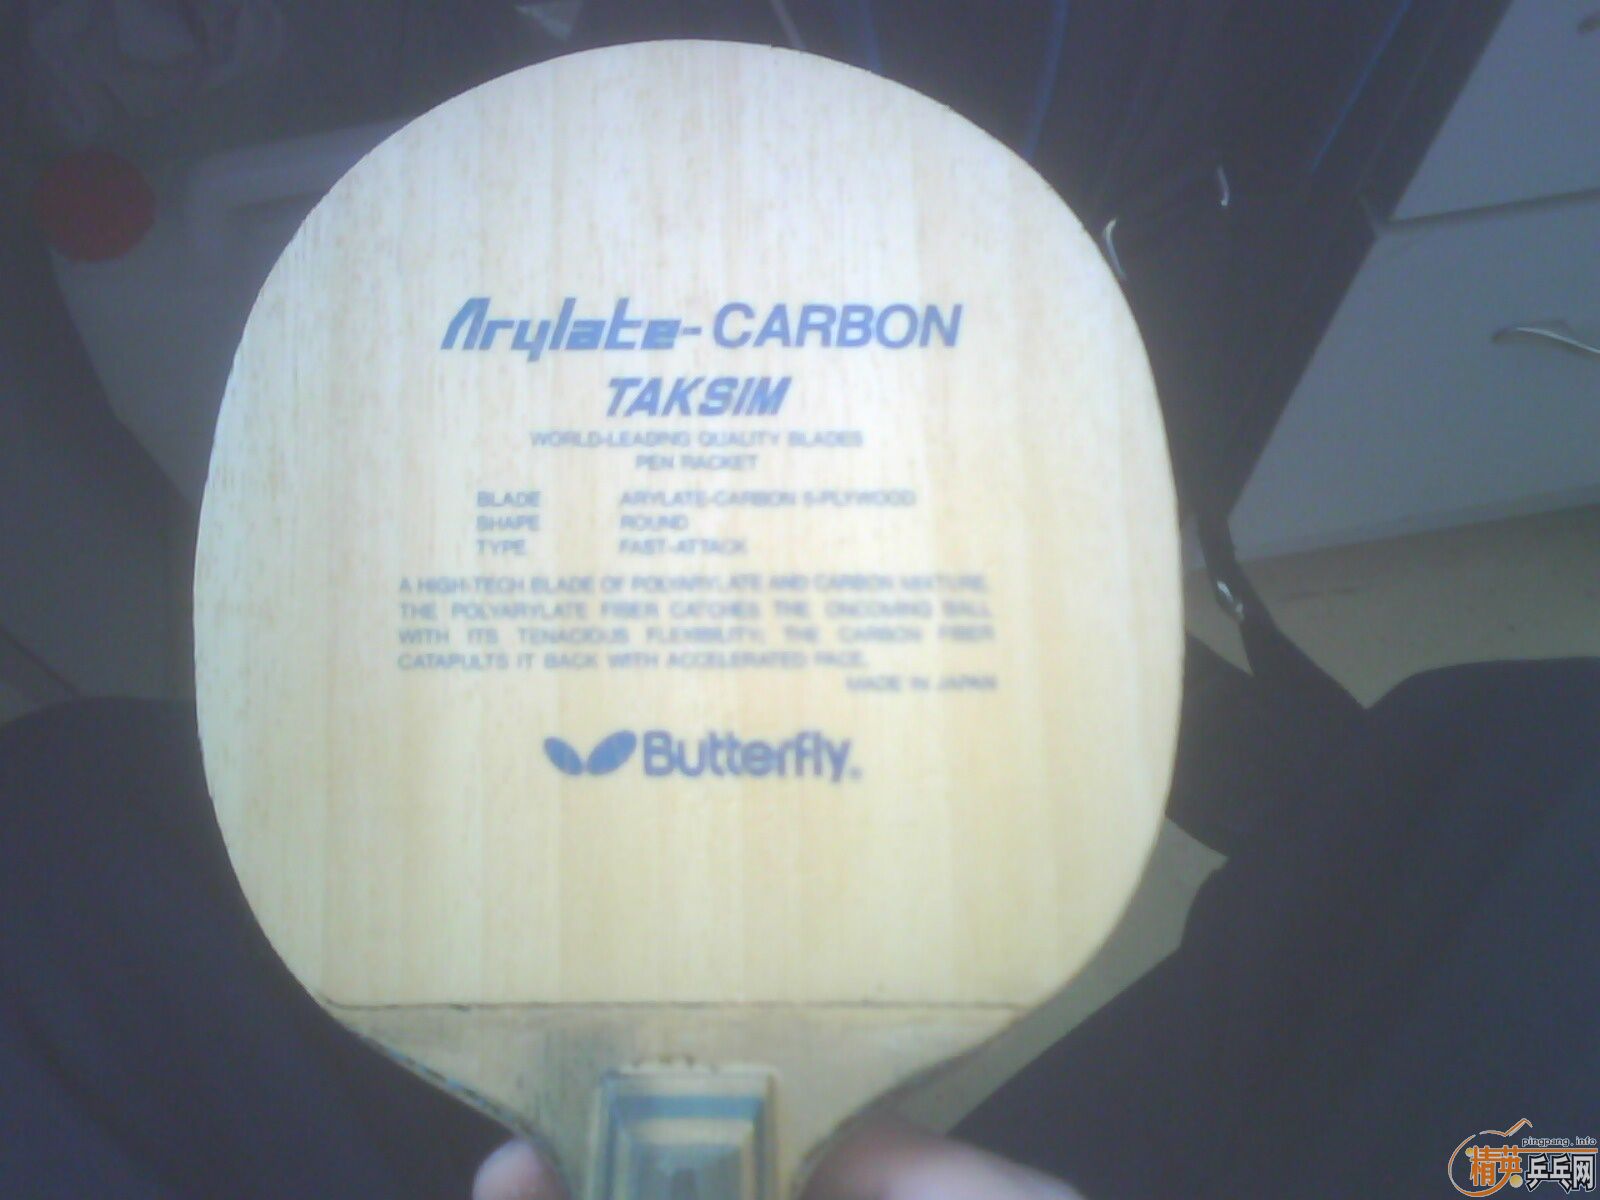 Arylate-CARBON
TAKSIM
WORLD-LEADING QUALITY BLADES
PEN RACKET
BLADE ARYLATE-CARBON 5-PLYWOOD
SHAPE ROUND
TYPE FAST-ATTACK
A HIGH-TECH BLADE OF POLYARYLATE AND CARBON MIXTURE.
THE POLYARYLATE FIBER CATCHES THE ONCOMING BALL
WITH ITS TENACIOUS FLEXIBILITY; THE CARBON FIBER
CATAPULTS IT BACK WITH ACCELERATED PACE.
MADE IN JAPAN
Butterfly.
pingpang.info
精英乒乓网